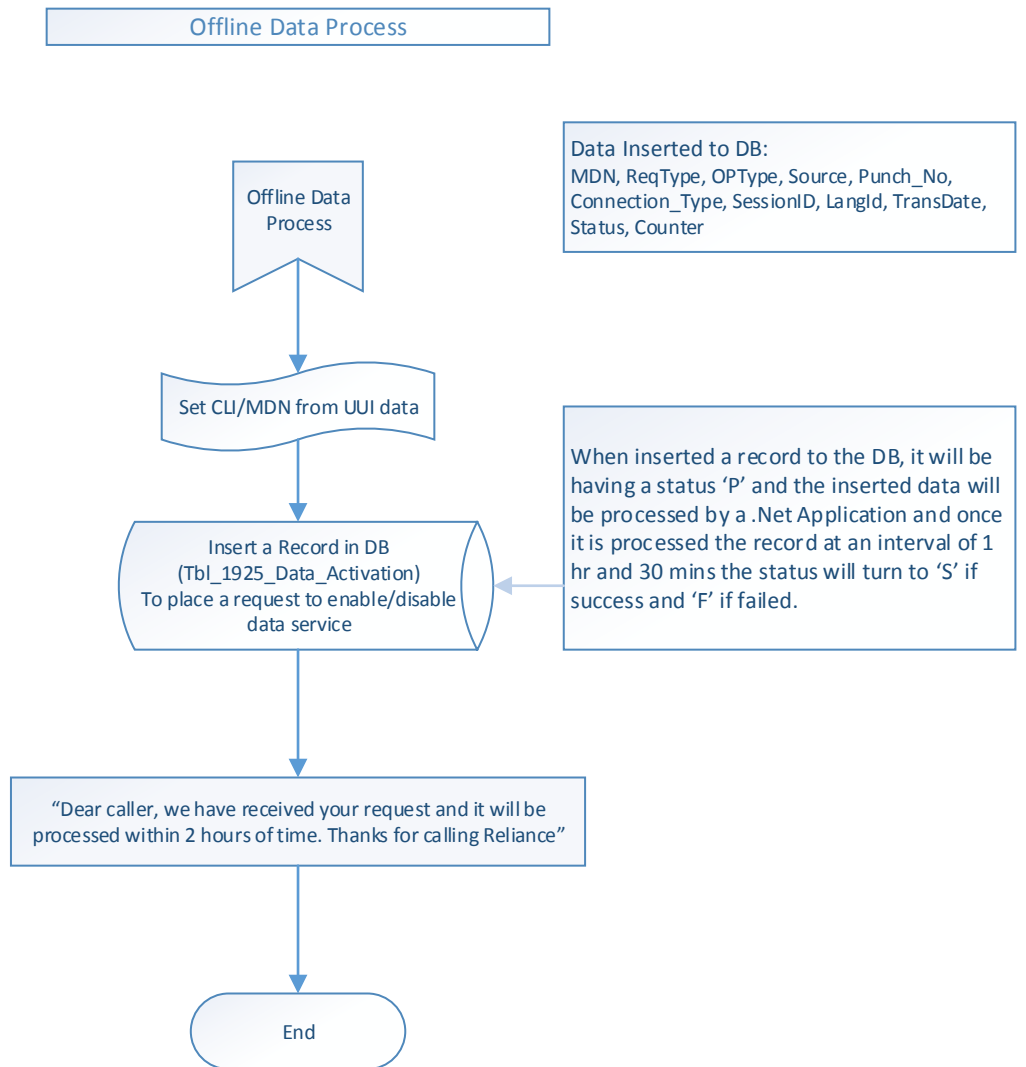 Offline Data Process
Data Inserted to DB:
MDN, ReqType, OPType, Source, Punch_No,
Connection_Type, SessionID, LangId, TransDate,
Status, Counter
Offline Data
Process
Set CLI/MDN from UUI data
Insert a Record in DB
(Tbl_1925_Data_Activation)
To place a request to enable/disable
data service
When inserted a record to the DB, it will be
having a status ‘P’ and the inserted data will
be processed by a .Net Application and once
it is processed the record at an interval of 1
hr and 30 mins the status will turn to ‘S’ if
success and ‘F’ if failed.
“Dear caller, we have received your request and it will be
processed within 2 hours of time. Thanks for calling Reliance”
End